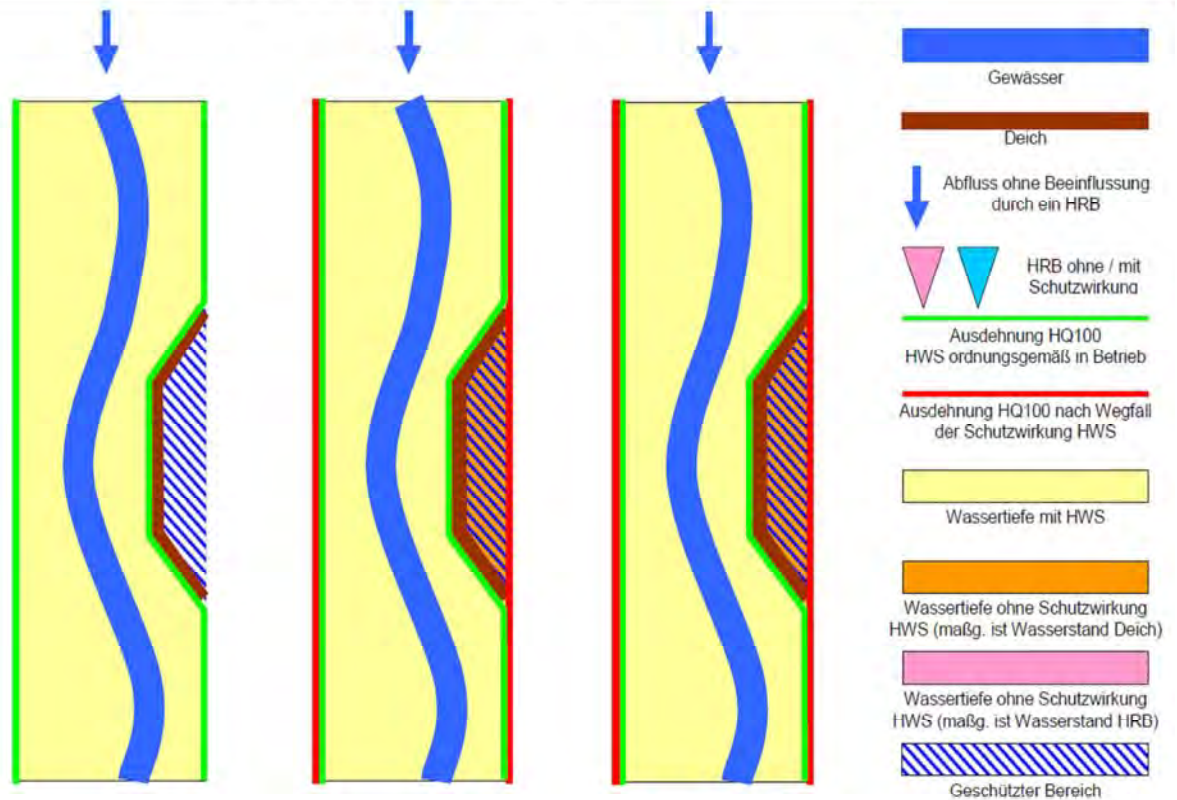 Gewässer
Deich
Abfluss ohne Beeinflussung
durch ein HRB
HRB ohne / mit
Schutzwirkung
Ausdehnung HQ100
HWS ordnungsgemäß in Betrieb
Ausdehnung HQ100 nach Wegfall
der Schutzwirkung HWS
Wassertiefe mit HWS
Wassertiefe ohne Schutzwirkung
HWS (maßg. ist Wasserstand Deich)
Wassertiefe ohne Schutzwirkung
HWS (maßg. ist Wasserstand HRB)
Geschützter Bereich